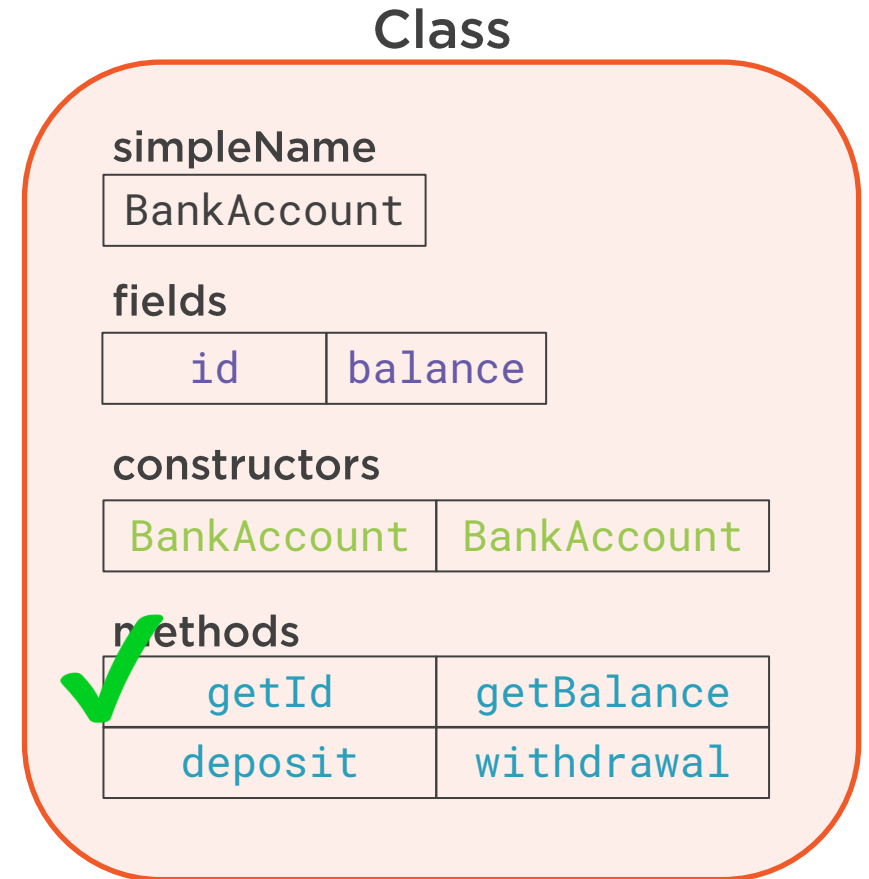 Class
simpleName
BankAccount
fields
id balance
constructors
BankAccount BankAccount
methods
getId getBalance
deposit withdrawal